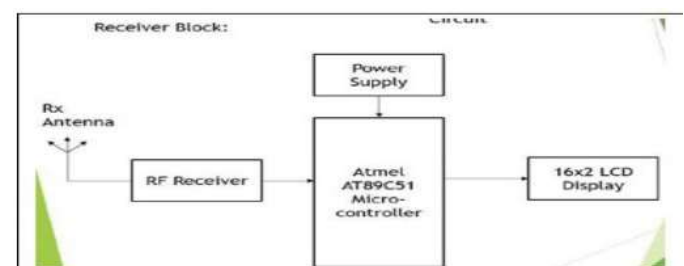 Circuit
Receiver Block:
Power
Supply
Rx
Antenna
RF Receiver
Atmel
AT89C51
Micro-
controller
16x2 LCD
Display